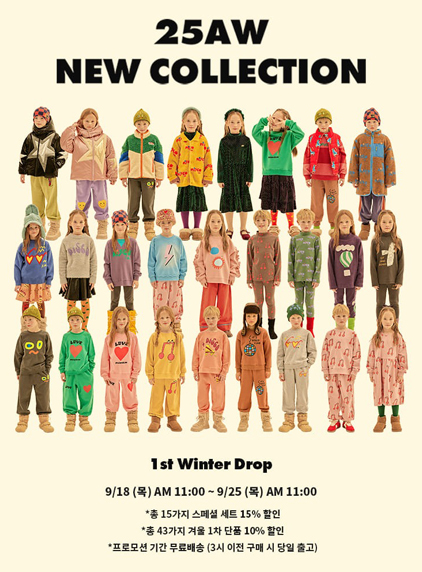 25AW
NEW COLLECTION
LOVE
LOVE
LOVE
1st Winter Drop
9/18 (목) AM 11:00 ~ 9/25 (목) AM 11:00
*총 15가지 스페셜 세트 15% 할인
*총 43가지 겨울 1차 단품 10% 할인
*프로모션 기간 무료배송 (3시 이전 구매 시 당일 출고)